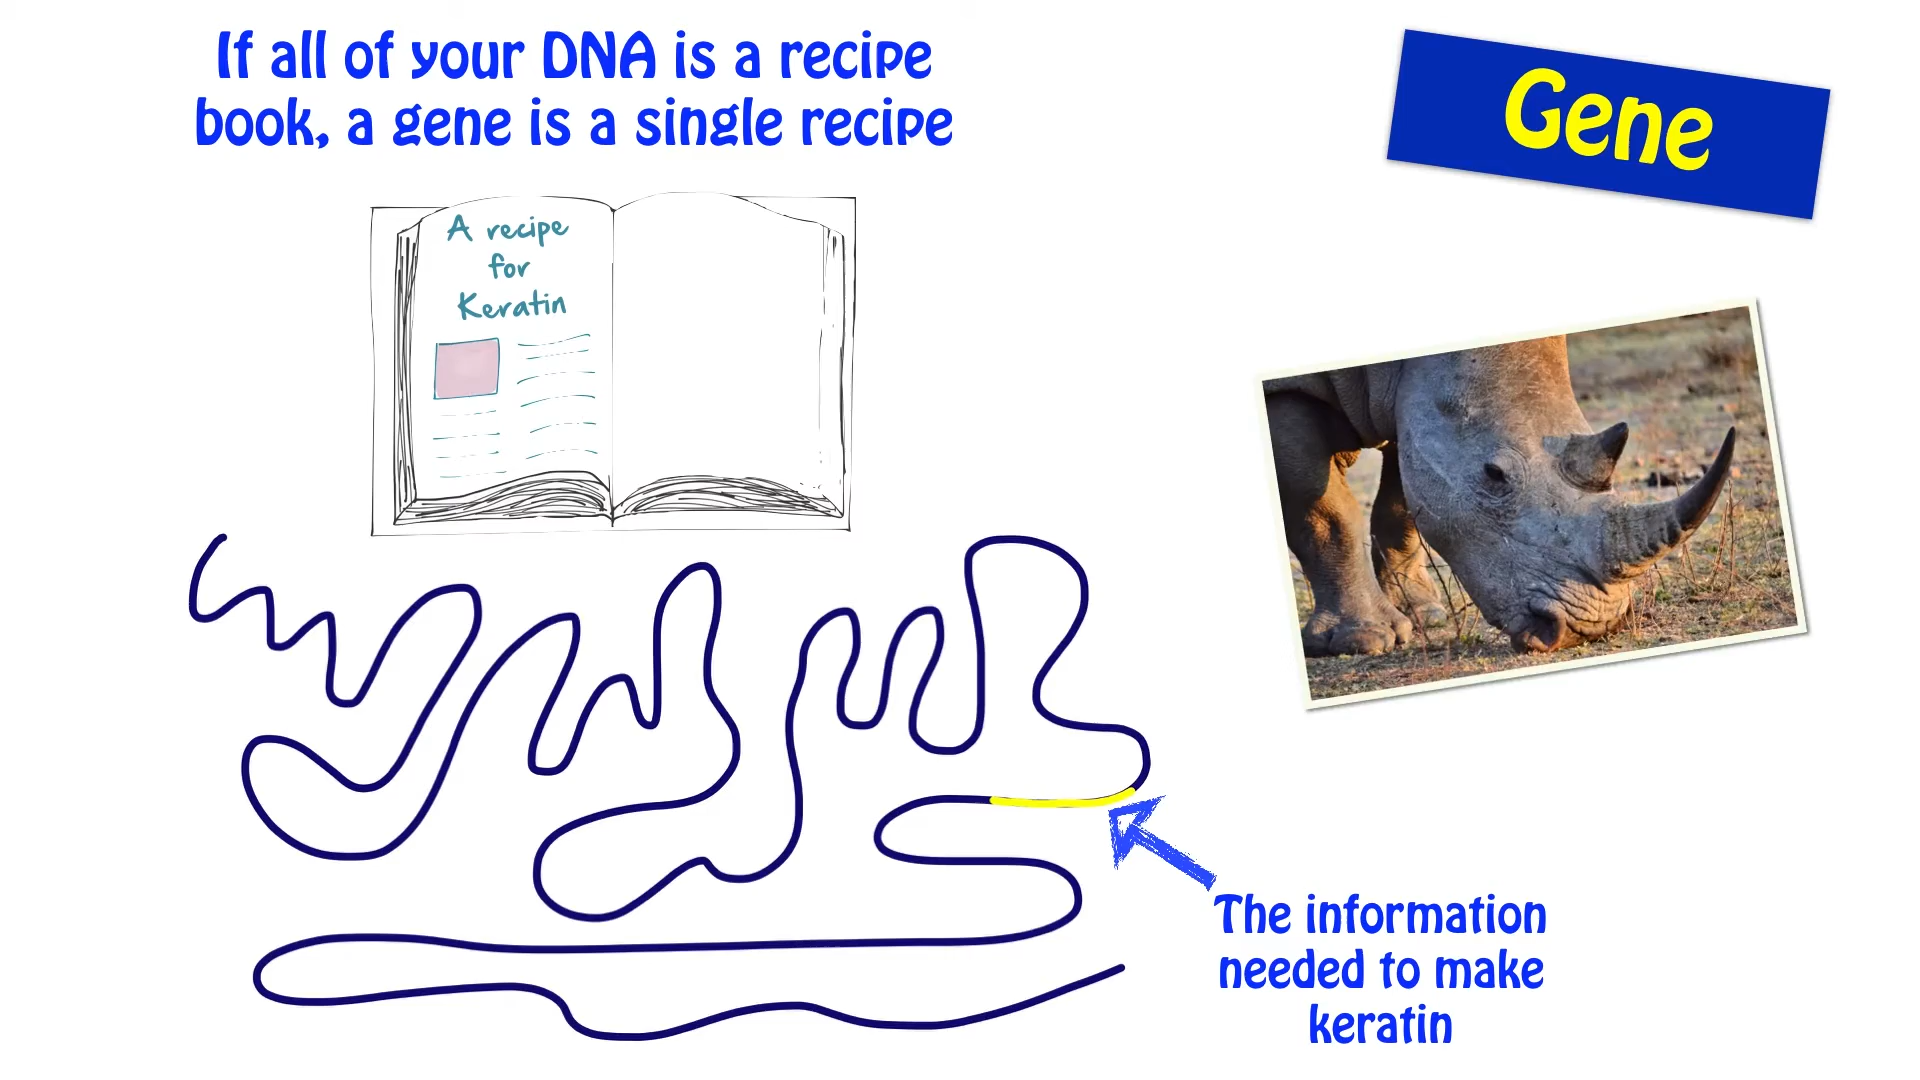 If all of your DNA is a recipe
book, a gene is a single recipe
Gene
A recipe
for
Keratin
The information
needed to make
keratin